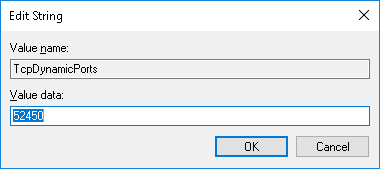 Edit String
Value name:
TcpDynamicPorts
Value data:
52450
OK Cancel